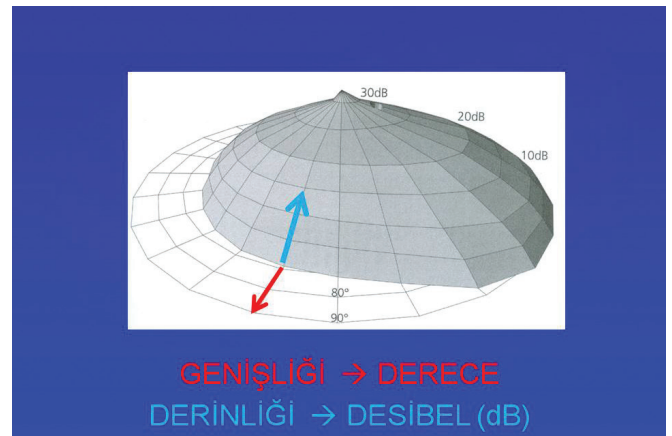 30dB
20dB
10dB
80°
90°
GENİŞLİĞİ → DERECE
DERİNLİĞİ → DESİBEL (dB)